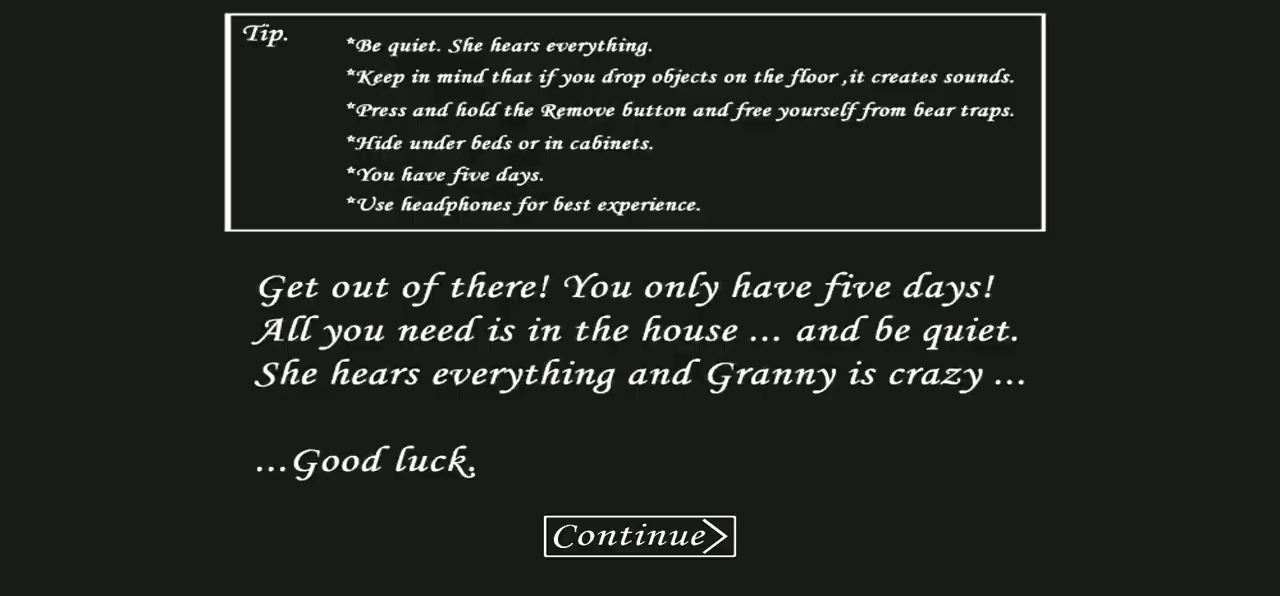 Tip.
*Be quiet. She hears everything.
*Keep in mind that if you drop objects on the floor ,it creates sounds.
*Press and hold the Remove button and free yourself from bear traps.
*Hide under beds or in cabinets.
*You have five days.
*Use headphones for best experience.
Get out of there! You only have five days!
All you need is in the house ... and be quiet.
She hears everything and Granny is crazy ...
...Good luck.
Continue>